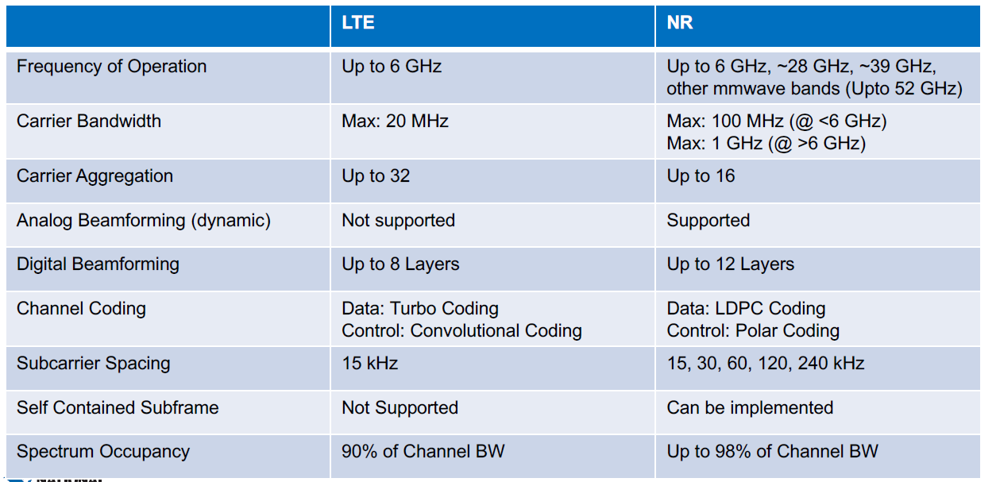 LTE NR
Frequency of Operation Up to 6 GHz Up to 6 GHz, ~28 GHz, ~39 GHz,
other mmwave bands (Upto 52 GHz)
Carrier Bandwidth Max: 20 MHz Max: 100 MHz (@ <6 GHz)
Max: 1 GHz (@ >6 GHz)
Carrier Aggregation Up to 32 Up to 16
Analog Beamforming (dynamic) Not supported Supported
Digital Beamforming Up to 8 Layers Up to 12 Layers
Channel Coding Data: Turbo Coding Data: LDPC Coding
Control: Convolutional Coding Control: Polar Coding
Subcarrier Spacing 15 kHz 15, 30, 60, 120, 240 kHz
Self Contained Subframe Not Supported Can be implemented
Spectrum Occupancy 90% of Channel BW Up to 98% of Channel BW
NATIONAL